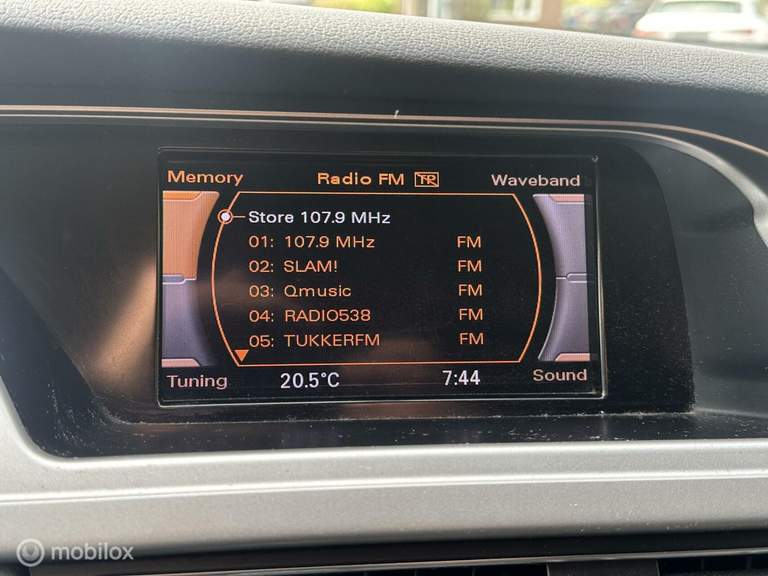 Memory Radio FM TP Waveband
Store 107.9 MHz
01: 107.9 MHz FM
02: SLAM! FM
03: Qmusic FM
04: RADIO538 FM
05: TUKKERFM FM
Tuning 20.5°C 7:44 Sound
mobilox